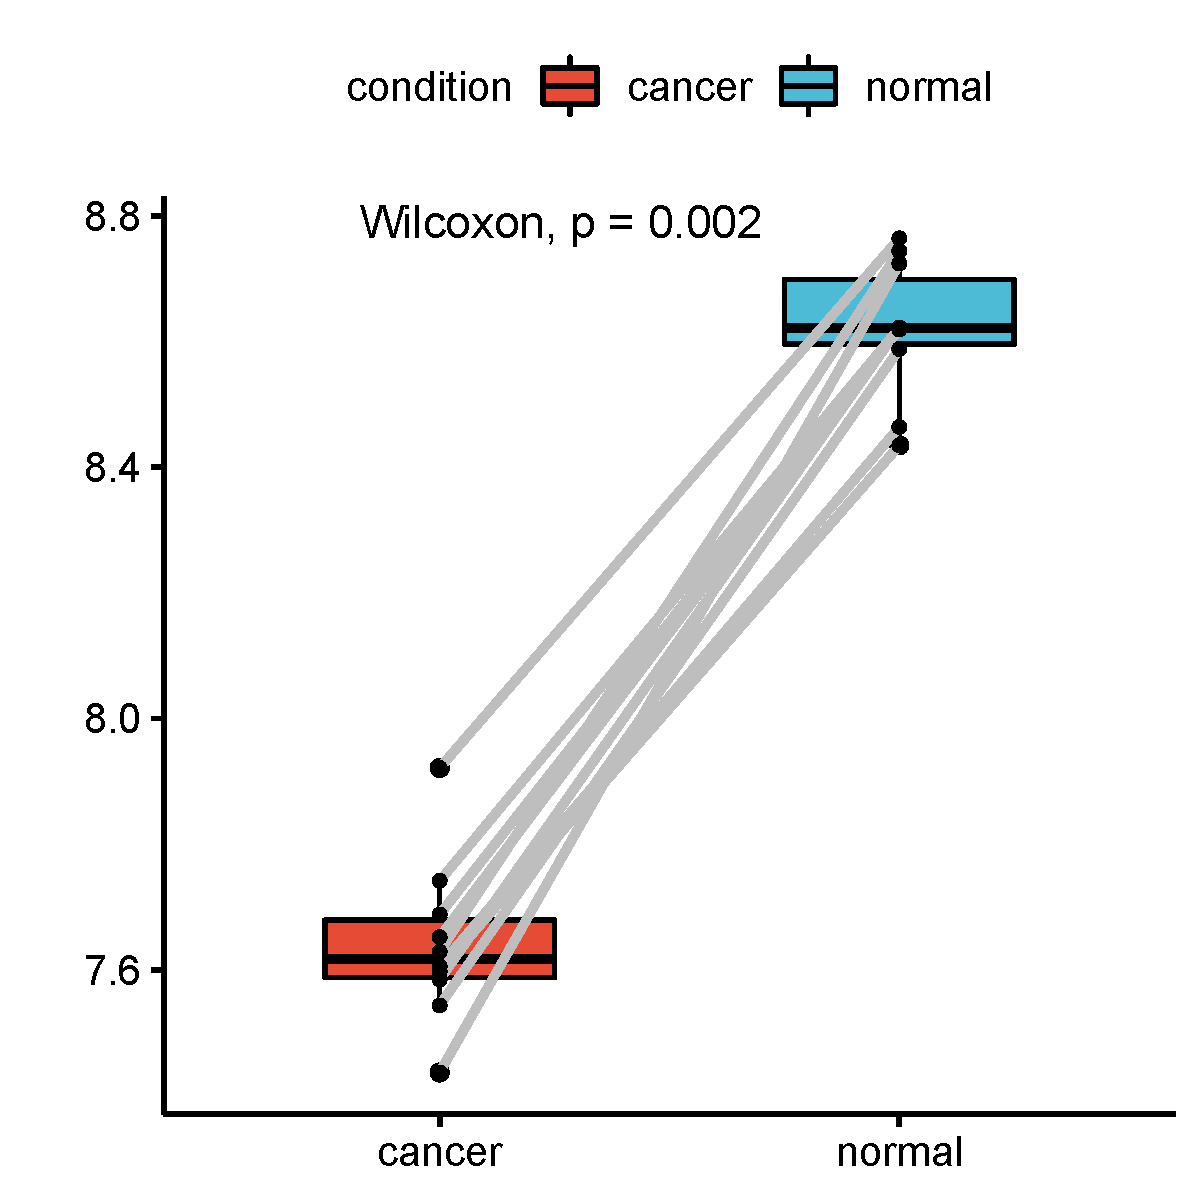 condition cancer normal
Wilcoxon, p = 0.002
8.8
8.4
8.0
7.6
cancer normal